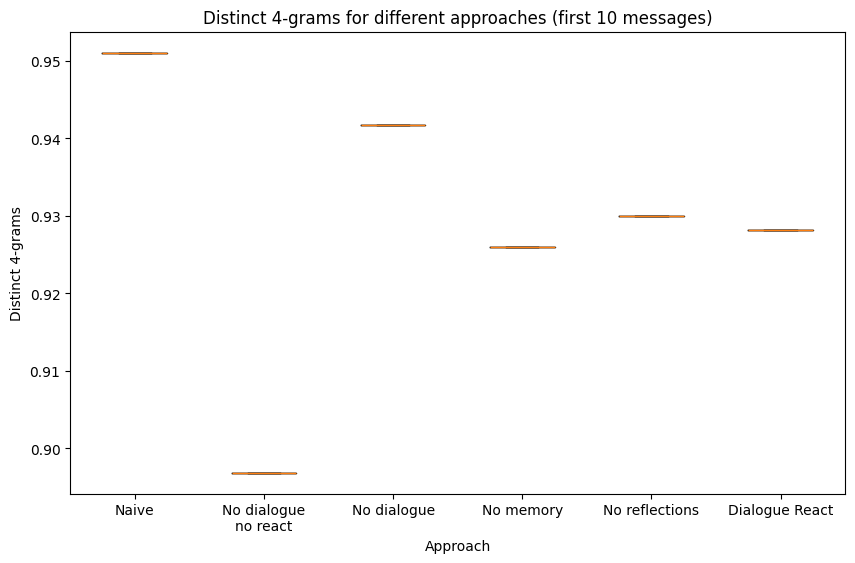 Distinct 4-grams for different approaches (first 10 messages)
Distinct 4-grams
0.95
0.94
0.93
0.92
0.91
0.90
Naive
No dialogue
no react
No dialogue
No memory
No reflections
Dialogue React
Approach